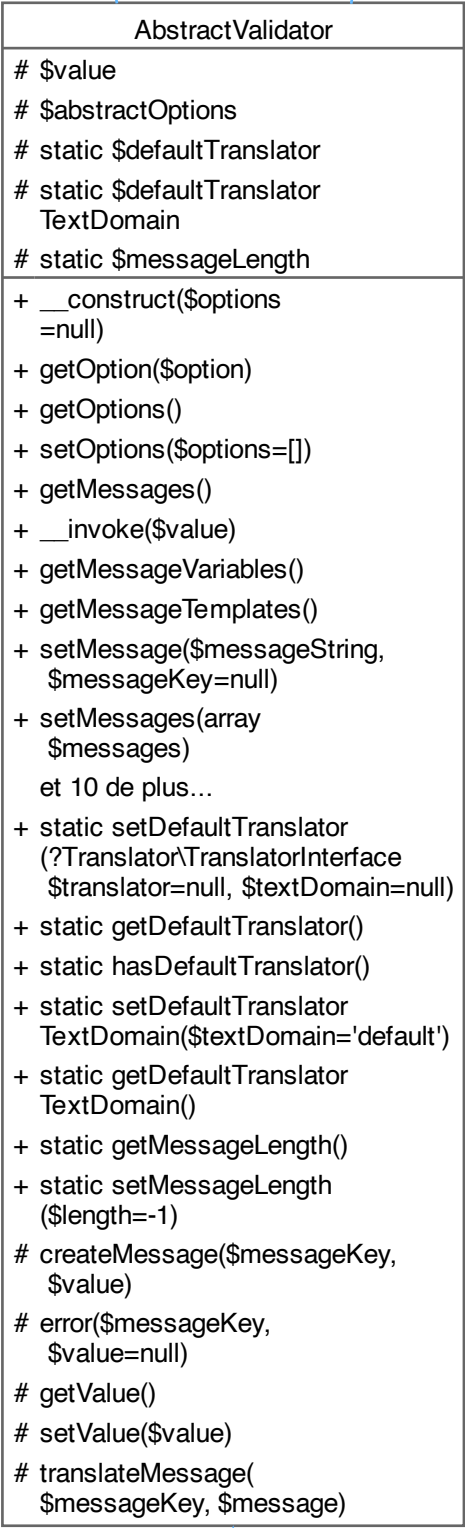 AbstractValidator
# $value
# $abstractOptions
# static $defaultTranslator
# static $defaultTranslator
TextDomain
# static $messageLength
+ __construct($options
=null)
+ getOption($option)
+ getOptions()
+ setOptions($options=[])
+ getMessages()
+ __invoke($value)
+ getMessageVariables()
+ getMessageTemplates()
+ setMessage($messageString,
$messageKey=null)
+ setMessages(array
$messages)
et 10 de plus...
+ static setDefaultTranslator
(?Translator\TranslatorInterface
$translator=null, $textDomain=null)
+ static getDefaultTranslator()
+ static hasDefaultTranslator()
+ static setDefaultTranslator
TextDomain($textDomain='default')
+ static getDefaultTranslator
TextDomain()
+ static getMessageLength()
+ static setMessageLength
($length=-1)
# createMessage($messageKey,
$value)
# error($messageKey,
$value=null)
# getValue()
# setValue($value)
# translateMessage(
$messageKey, $message)